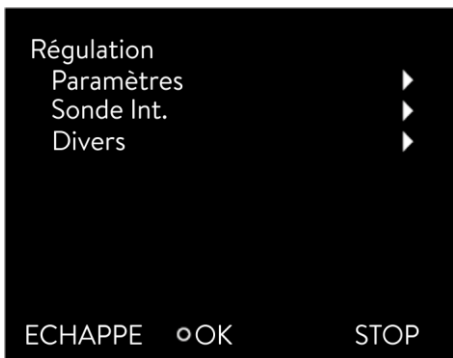 Régulation
Paramètres
Sonde Int.
Divers
ECHAPPE OK STOP